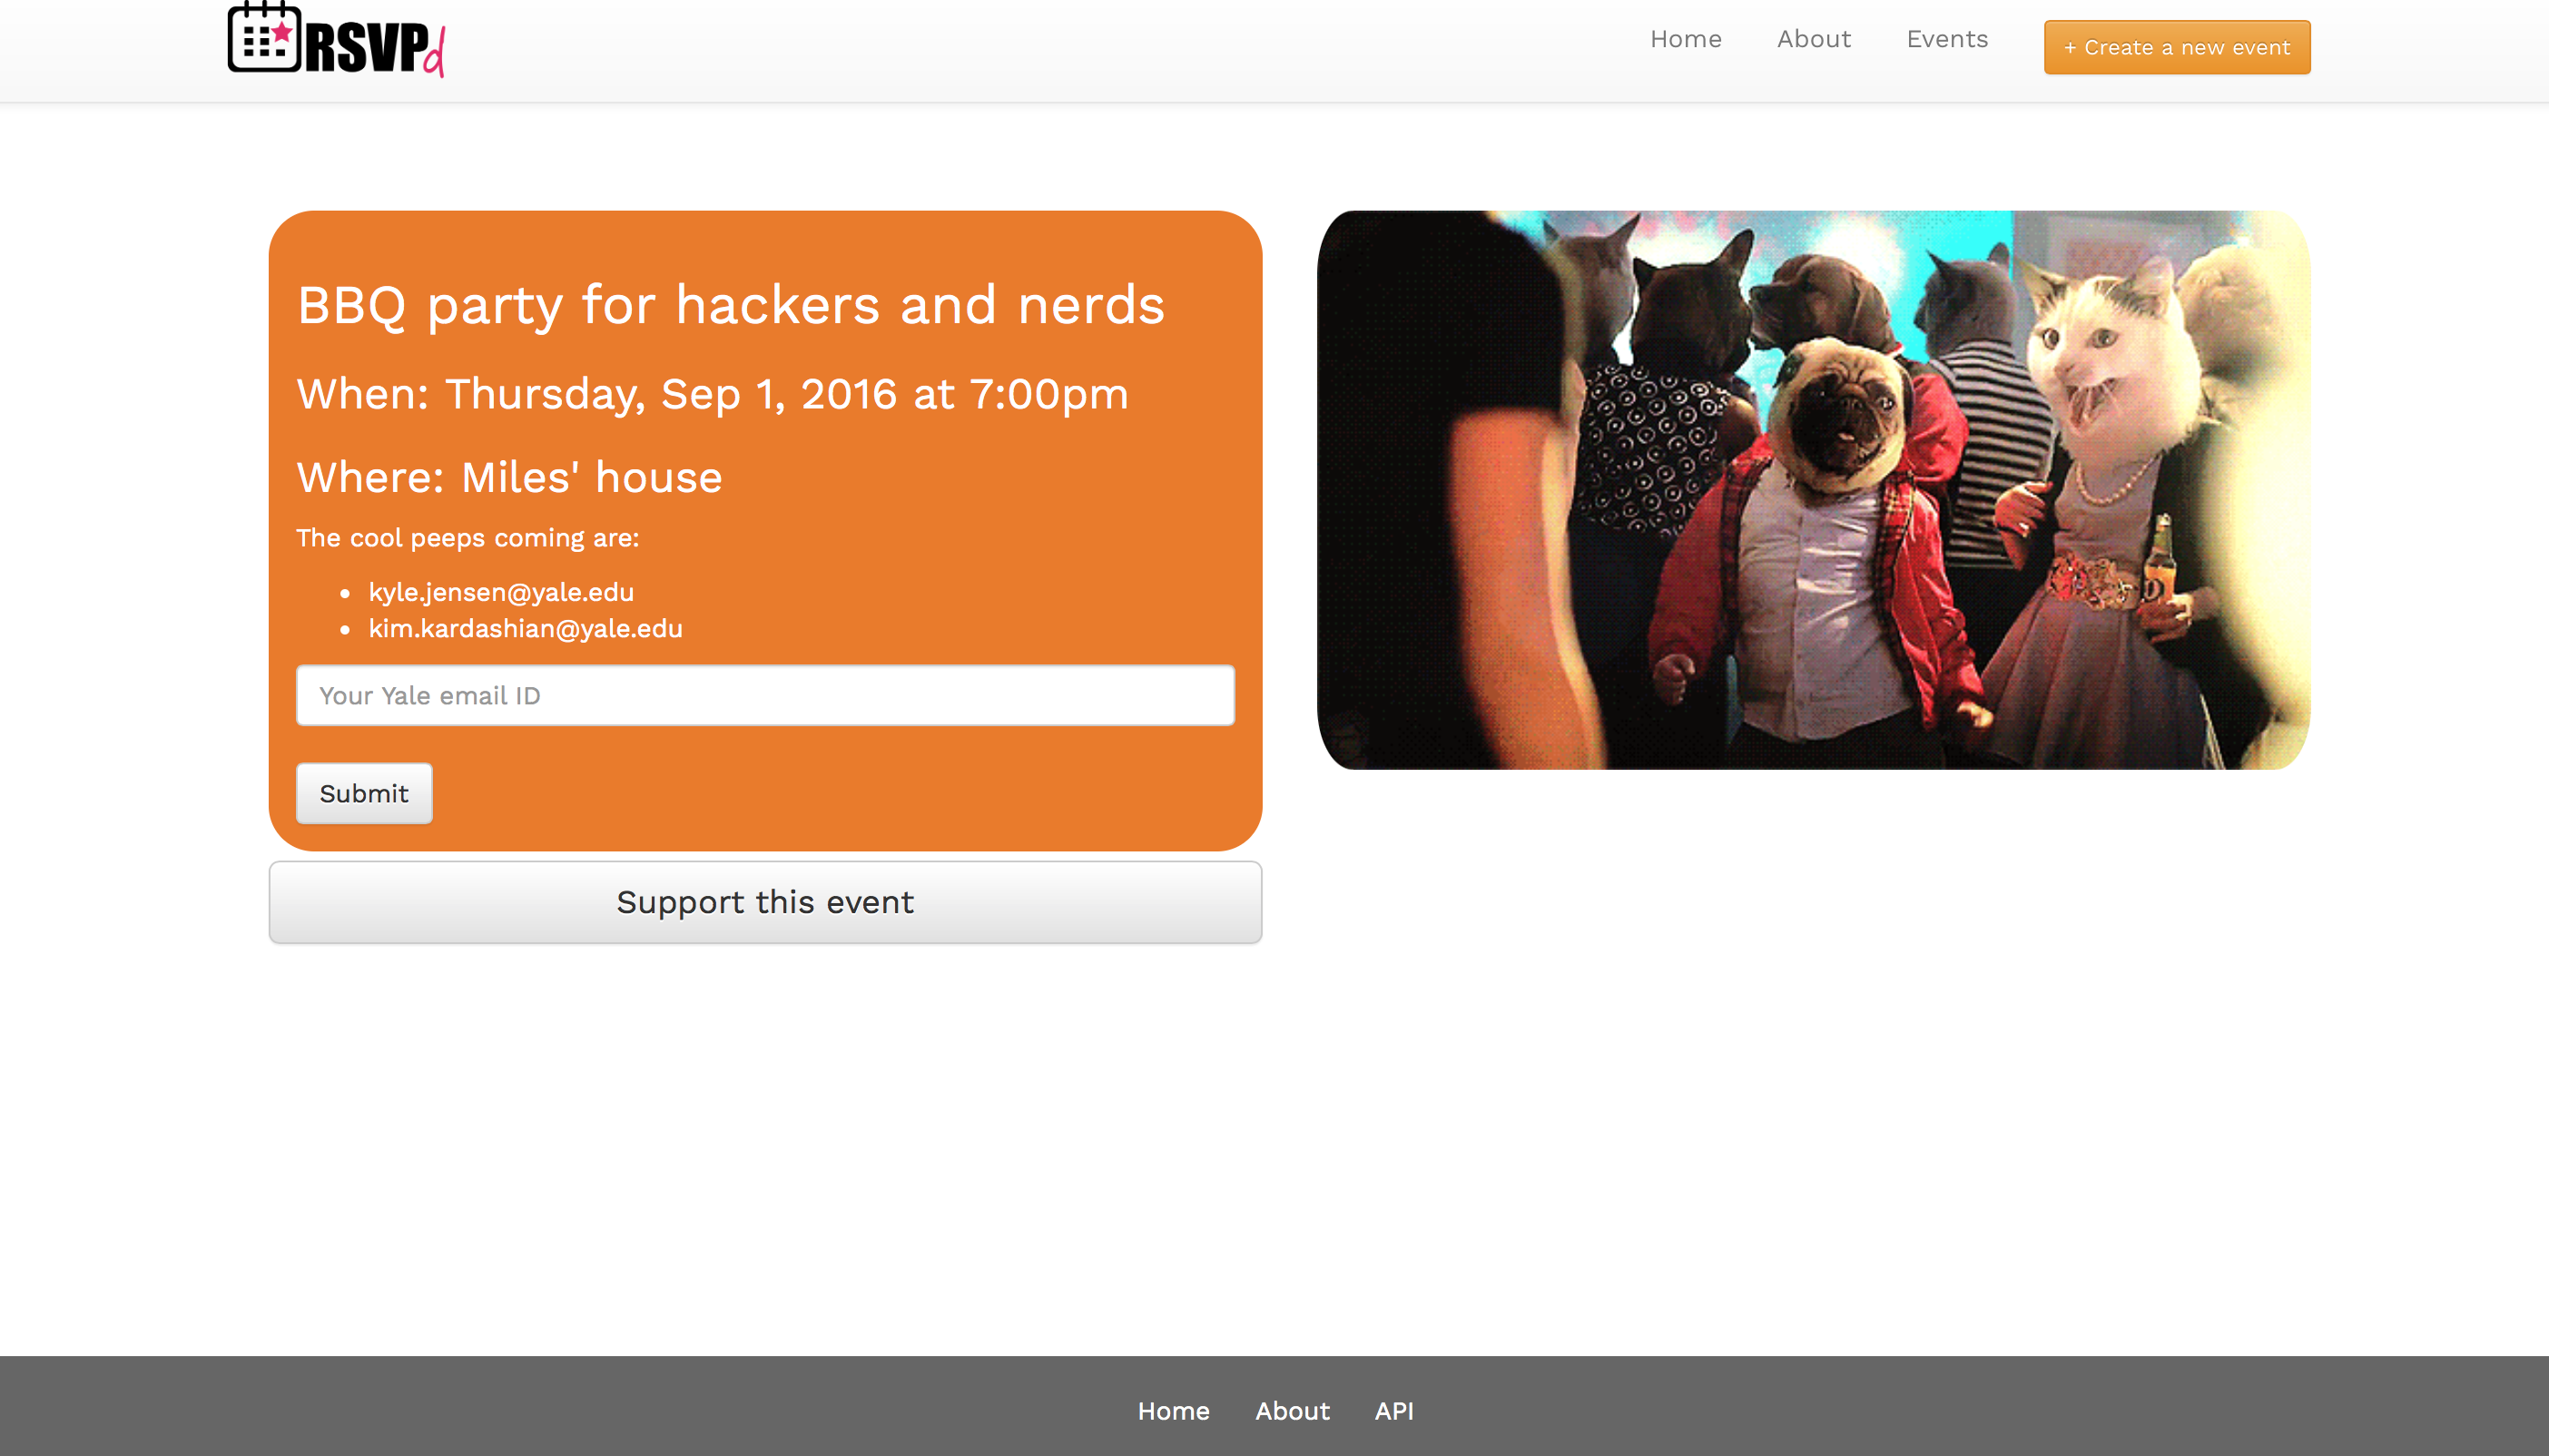 RSVPd
Home About Events + Create a new event
BBQ party for hackers and nerds
When: Thursday, Sep 1, 2016 at 7:00pm
Where: Miles' house
The cool peeps coming are:
• kyle.jensen@yale.edu
• kim.kardashian@yale.edu
Your Yale email ID
Submit
Support this event
Home About API